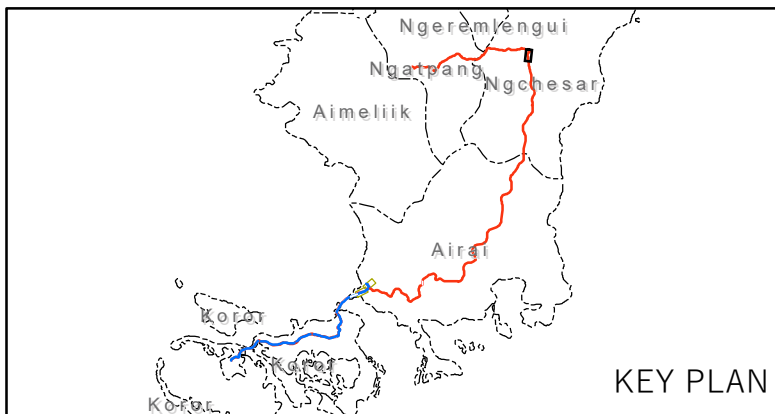 Ngeremlengui
Ngatpang
Ngchesar
Aimeliik
Airai
Koror
Koror
KEY PLAN
Koror